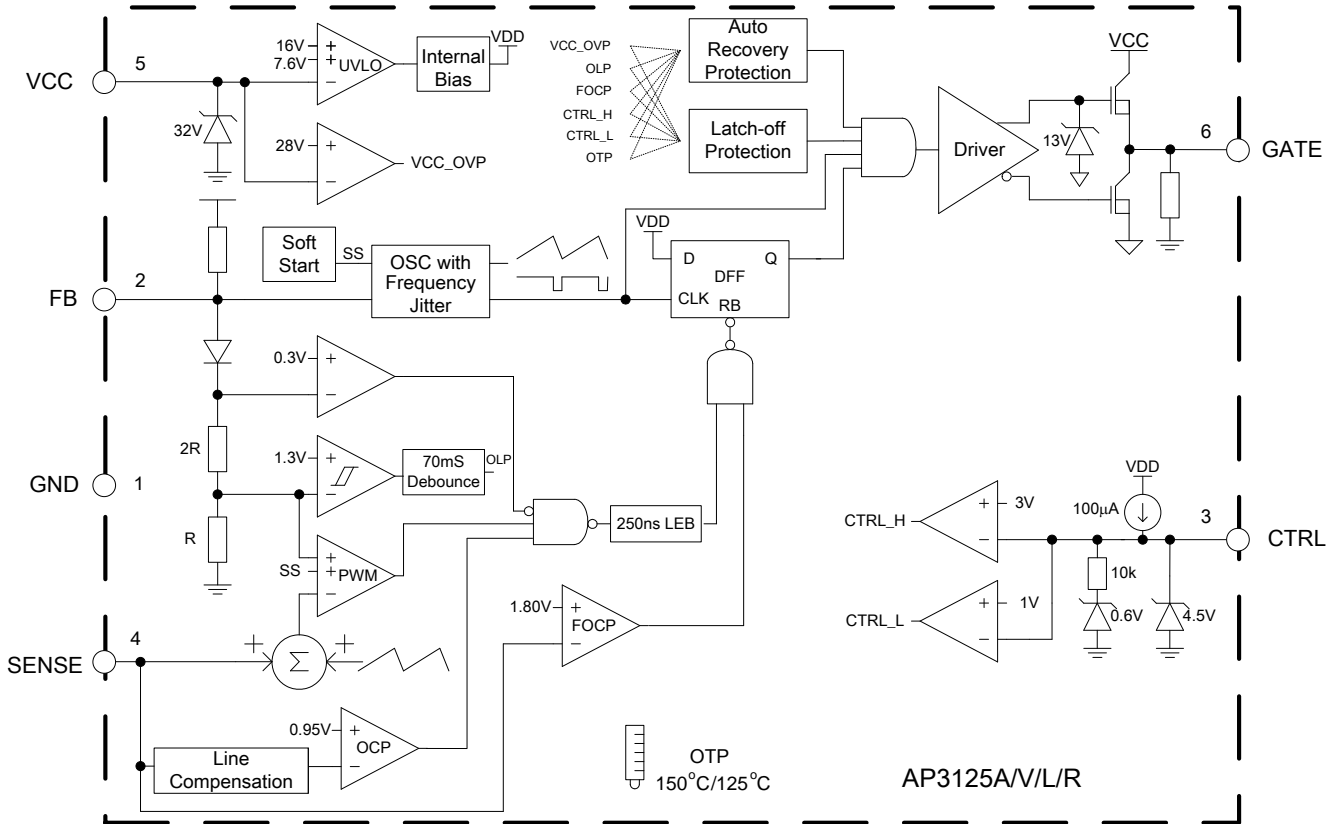 VCC
5
16V
7.6V
+
+
−
UVLO
Internal
Bias
VDD
32V
28V
+
−
VCC_OVP
VCC_OVP
OLP
FOCP
CTRL_H
CTRL_L
OTP
Auto
Recovery
Protection
Latch-off
Protection
Driver
VCC
13V
6
GATE
Soft
Start
SS
OSC with
Frequency
Jitter
VDD
D
Q
DFF
CLK
RB
FB
2
0.3V
+
−
2R
1.3V
+
−
70mS
Debounce
OLP
GND
1
R
SS
+
+
−
PWM
250ns LEB
1.80V
+
−
FOCP
CTRL_H
+
−
3V
VDD
100µA
3
CTRL
10k
0.6V
4.5V
CTRL_L
+
−
1V
SENSE
4
+
Σ
+
0.95V
+
−
OCP
Line
Compensation
OTP
150°C/125°C
AP3125A/V/L/R